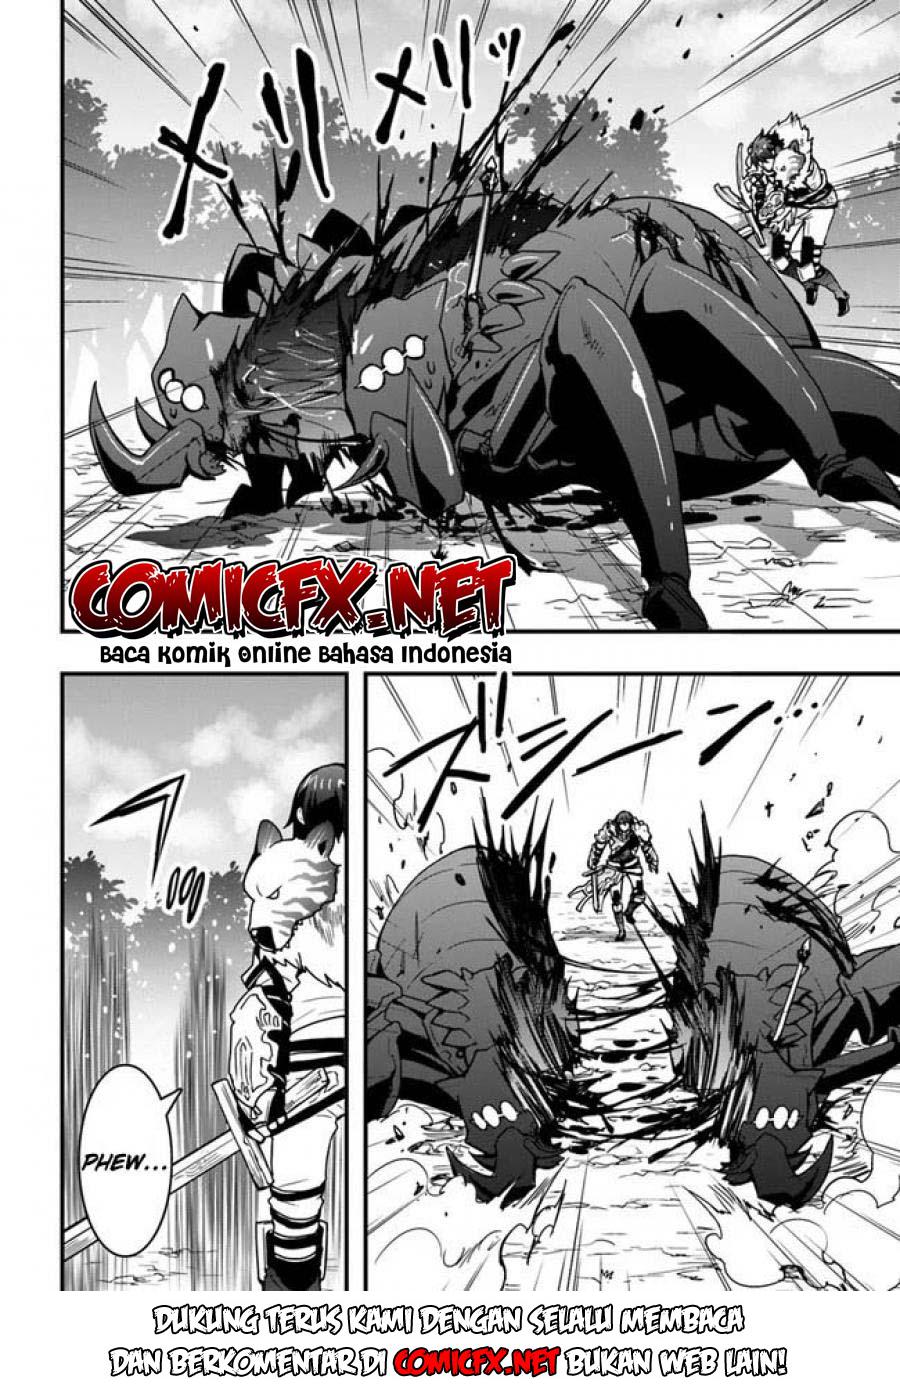 メリメリッ
COMICFX.NET
Baca Komik Online Bahasa Indonesia
ズシーン...
PHEW...
DUKUNG TERUS KAMI DENGAN SELALU MEMBACA
DAN BERKOMENTAR DI COMICFX.NET BUKAN WEB LAIN!